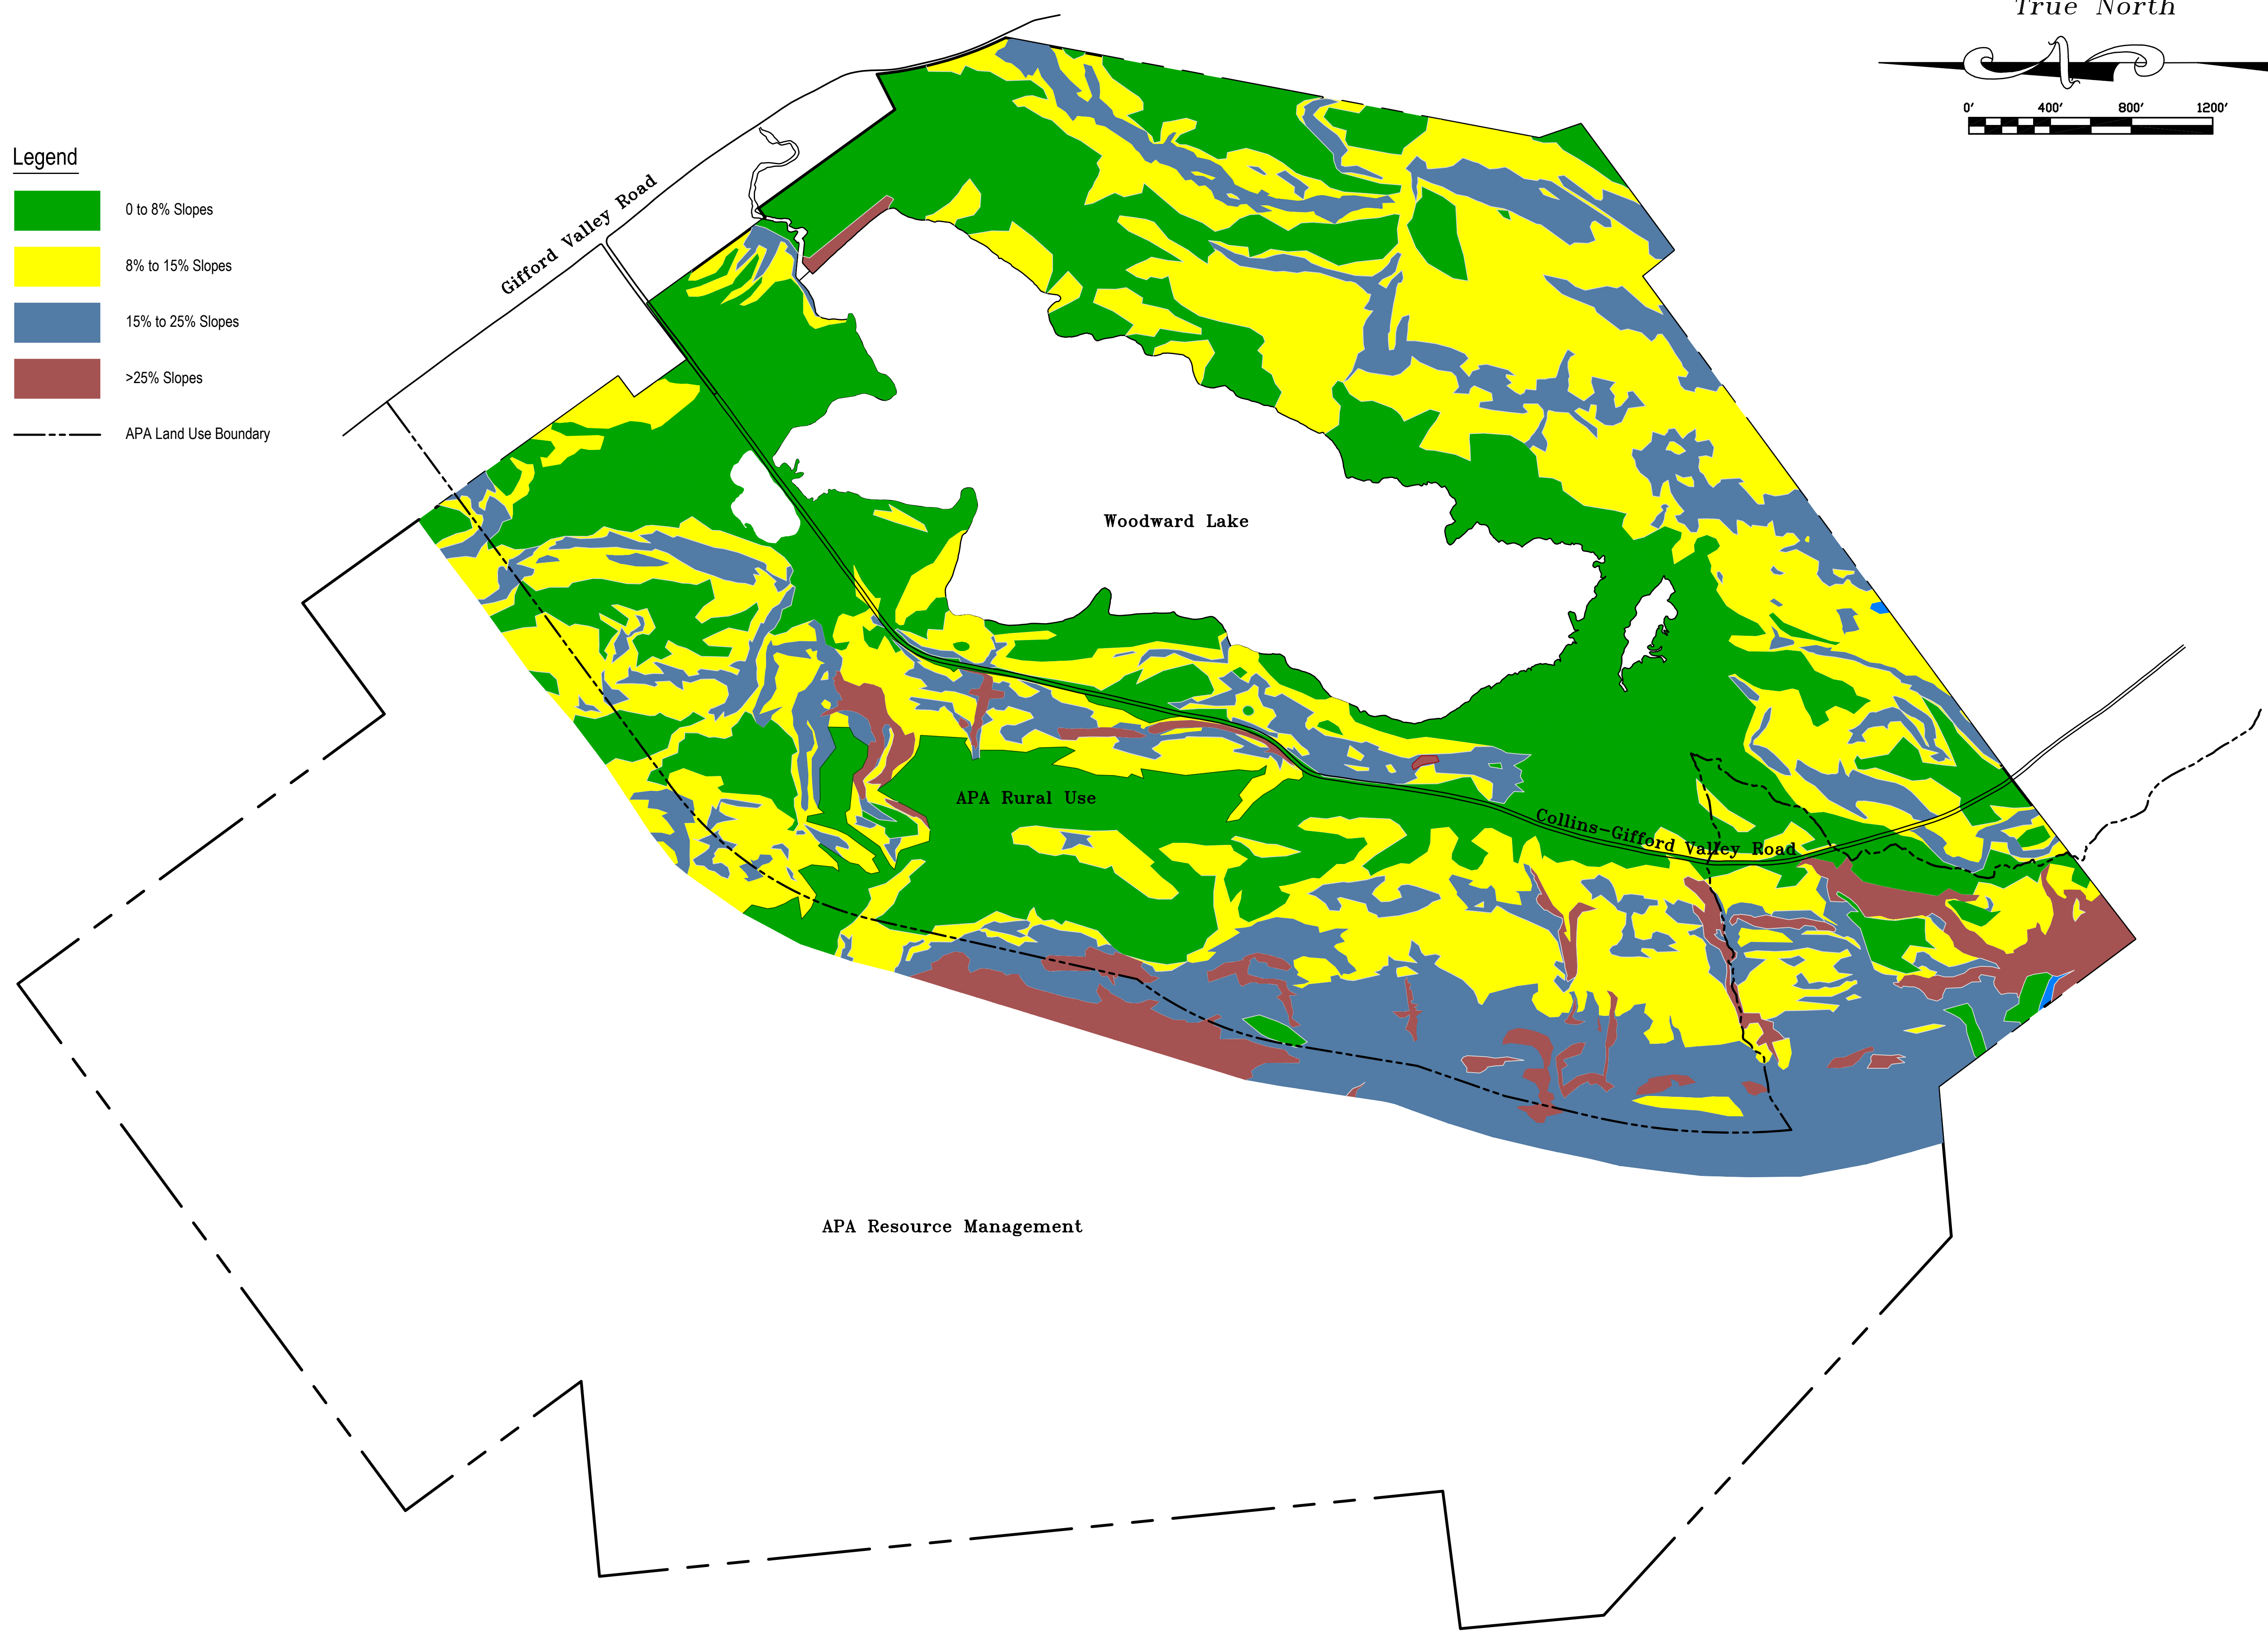 True North
0' 400' 800' 1200'
Legend
0 to 8% Slopes
8% to 15% Slopes
15% to 25% Slopes
>25% Slopes
APA Land Use Boundary
Gifford Valley Road
Woodward Lake
APA Rural Use
Collins-Gifford Valley Road
APA Resource Management